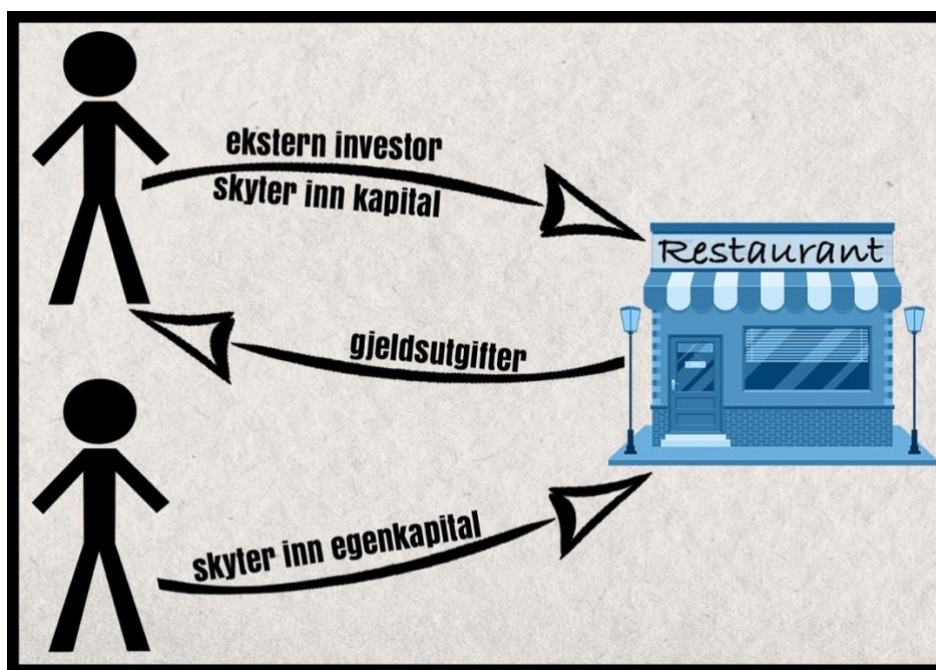 ekstern investor
skyter inn kapital
Restaurant
gjeldsutgifter
skyter inn egenkapital